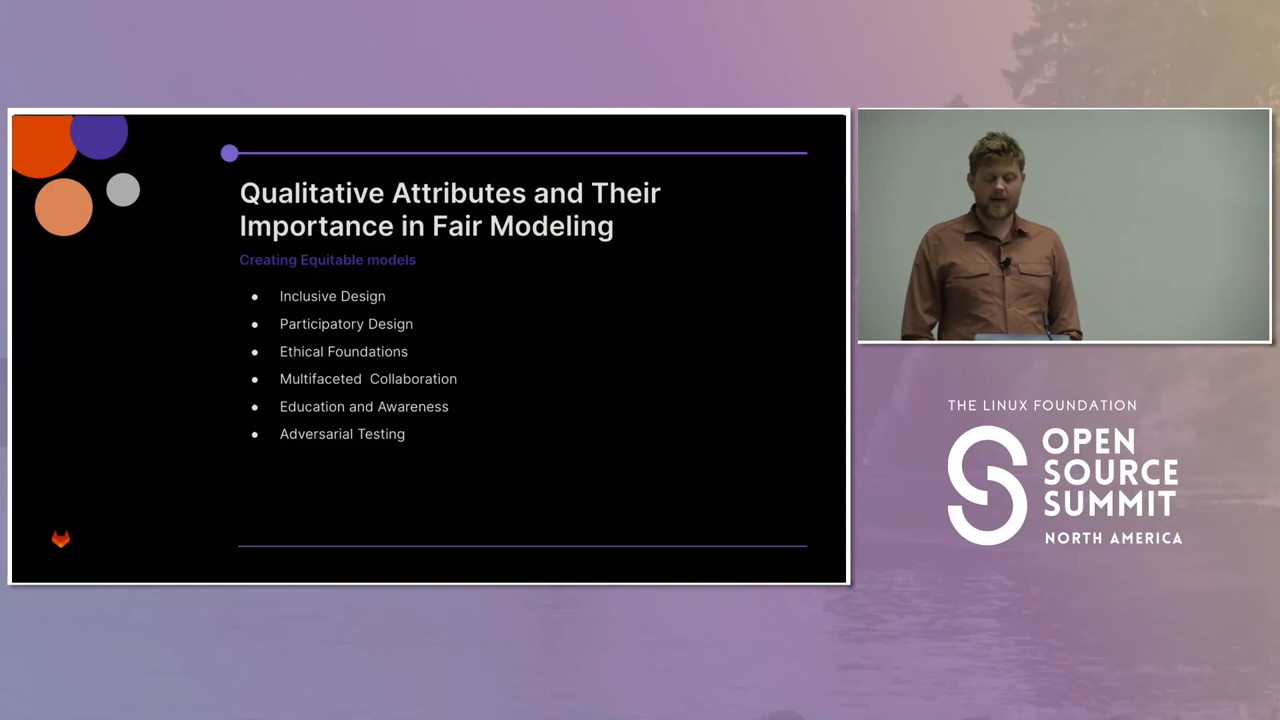 Qualitative Attributes and Their
Importance in Fair Modeling
Creating Equitable models
● Inclusive Design
● Participatory Design
● Ethical Foundations
● Multifaceted Collaboration
● Education and Awareness
● Adversarial Testing
THE LINUX FOUNDATION
OPEN
SOURCE
SUMMIT
NORTH AMERICA